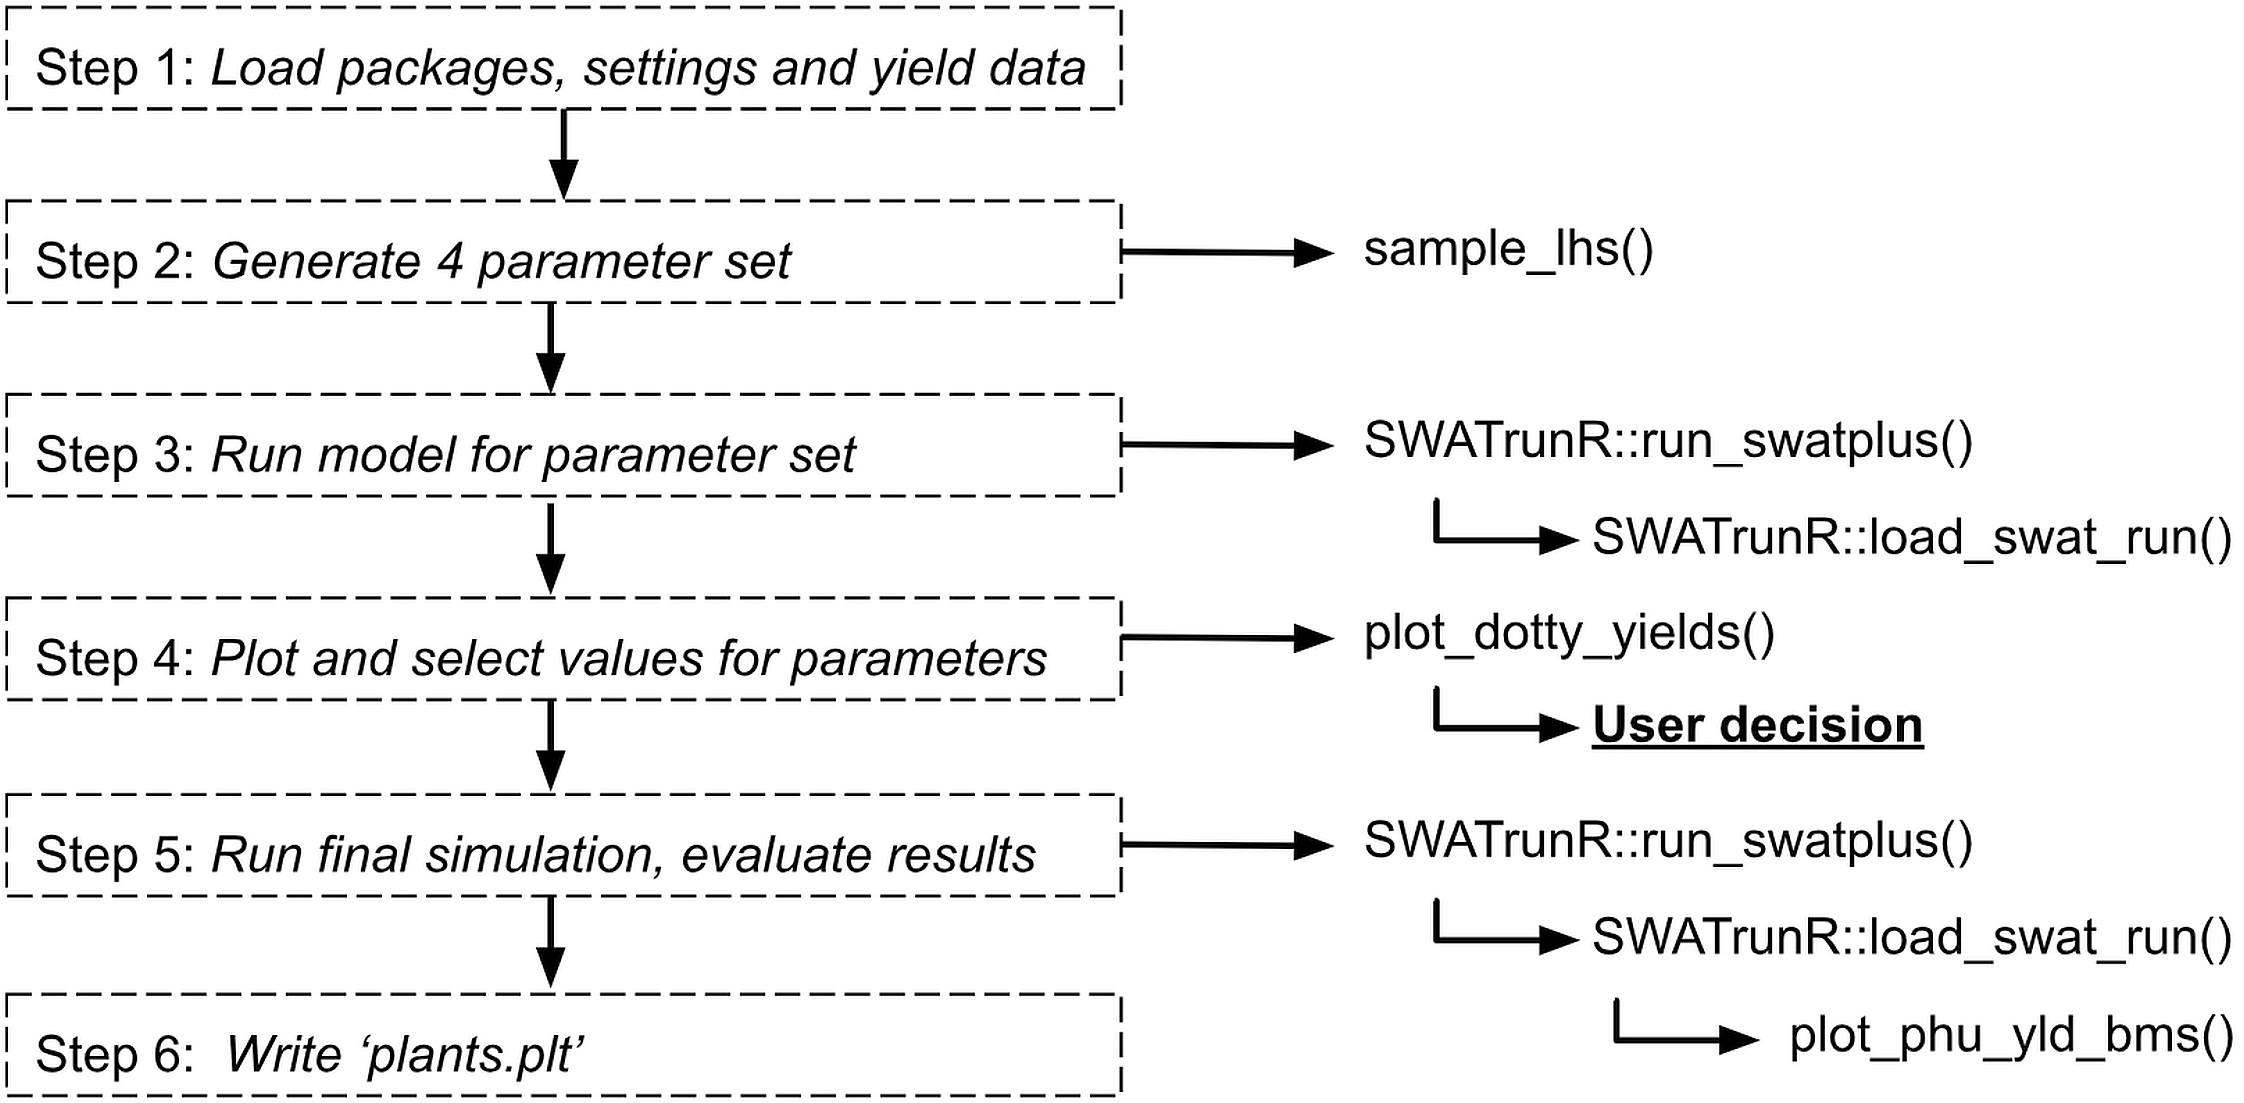 Step 1: Load packages, settings and yield data
Step 2: Generate 4 parameter set
sample_lhs()
Step 3: Run model for parameter set
SWATrunR::run_swatplus()
SWATrunR::load_swat_run()
Step 4: Plot and select values for parameters
plot_dotty_yields()
User decision
Step 5: Run final simulation, evaluate results
SWATrunR::run_swatplus()
SWATrunR::load_swat_run()
plot_phu_yld_bms()
Step 6: Write ‘plants.plt’